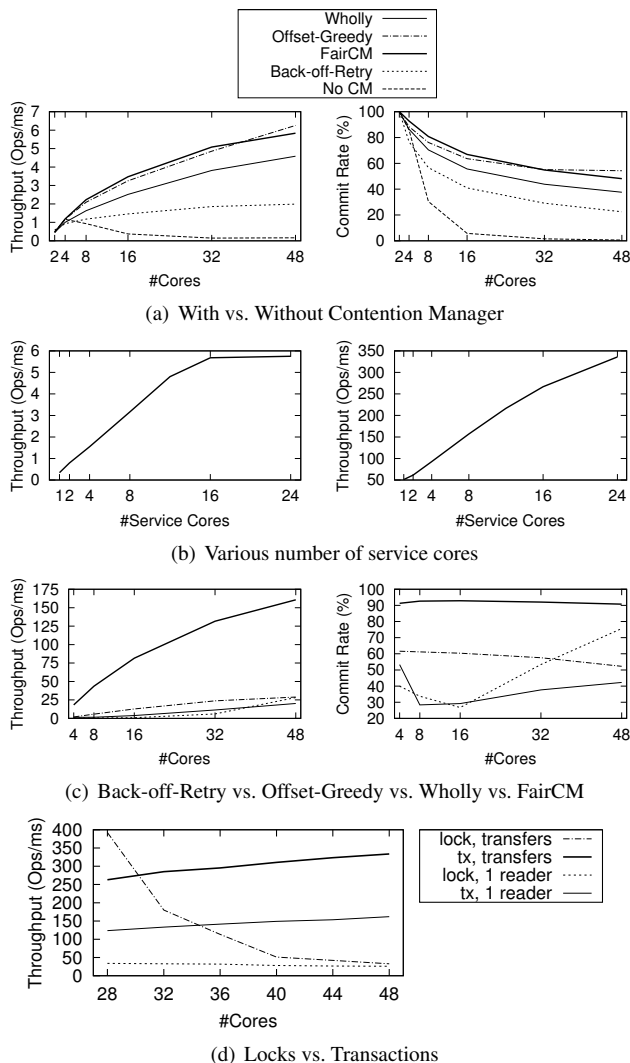 Wholly
Offset-Greedy
FairCM
Back-off-Retry
No CM
Throughput (Ops/ms)
7
6
5
4
3
2
1
0
2 4 8 16 32 48
#Cores
Commit Rate (%)
100
80
60
40
20
0
2 4 8 16 32 48
#Cores
(a) With vs. Without Contention Manager
Throughput (Ops/ms)
6
5
4
3
2
1
0
1 2 4 8 16 24
#Service Cores
Throughput (Ops/ms)
350
300
250
200
150
100
50
1 2 4 8 16 24
#Service Cores
(b) Various number of service cores
Throughput (Ops/ms)
175
150
125
100
75
50
25
0
4 8 16 32 48
#Cores
Commit Rate (%)
100
90
80
70
60
50
40
30
20
4 8 16 32 48
#Cores
(c) Back-off-Retry vs. Offset-Greedy vs. Wholly vs. FairCM
Throughput (Ops/ms)
400
350
300
250
200
150
100
50
0
28 32 36 40 44 48
#Cores
lock, transfers
tx, transfers
lock, 1 reader
tx, 1 reader
(d) Locks vs. Transactions